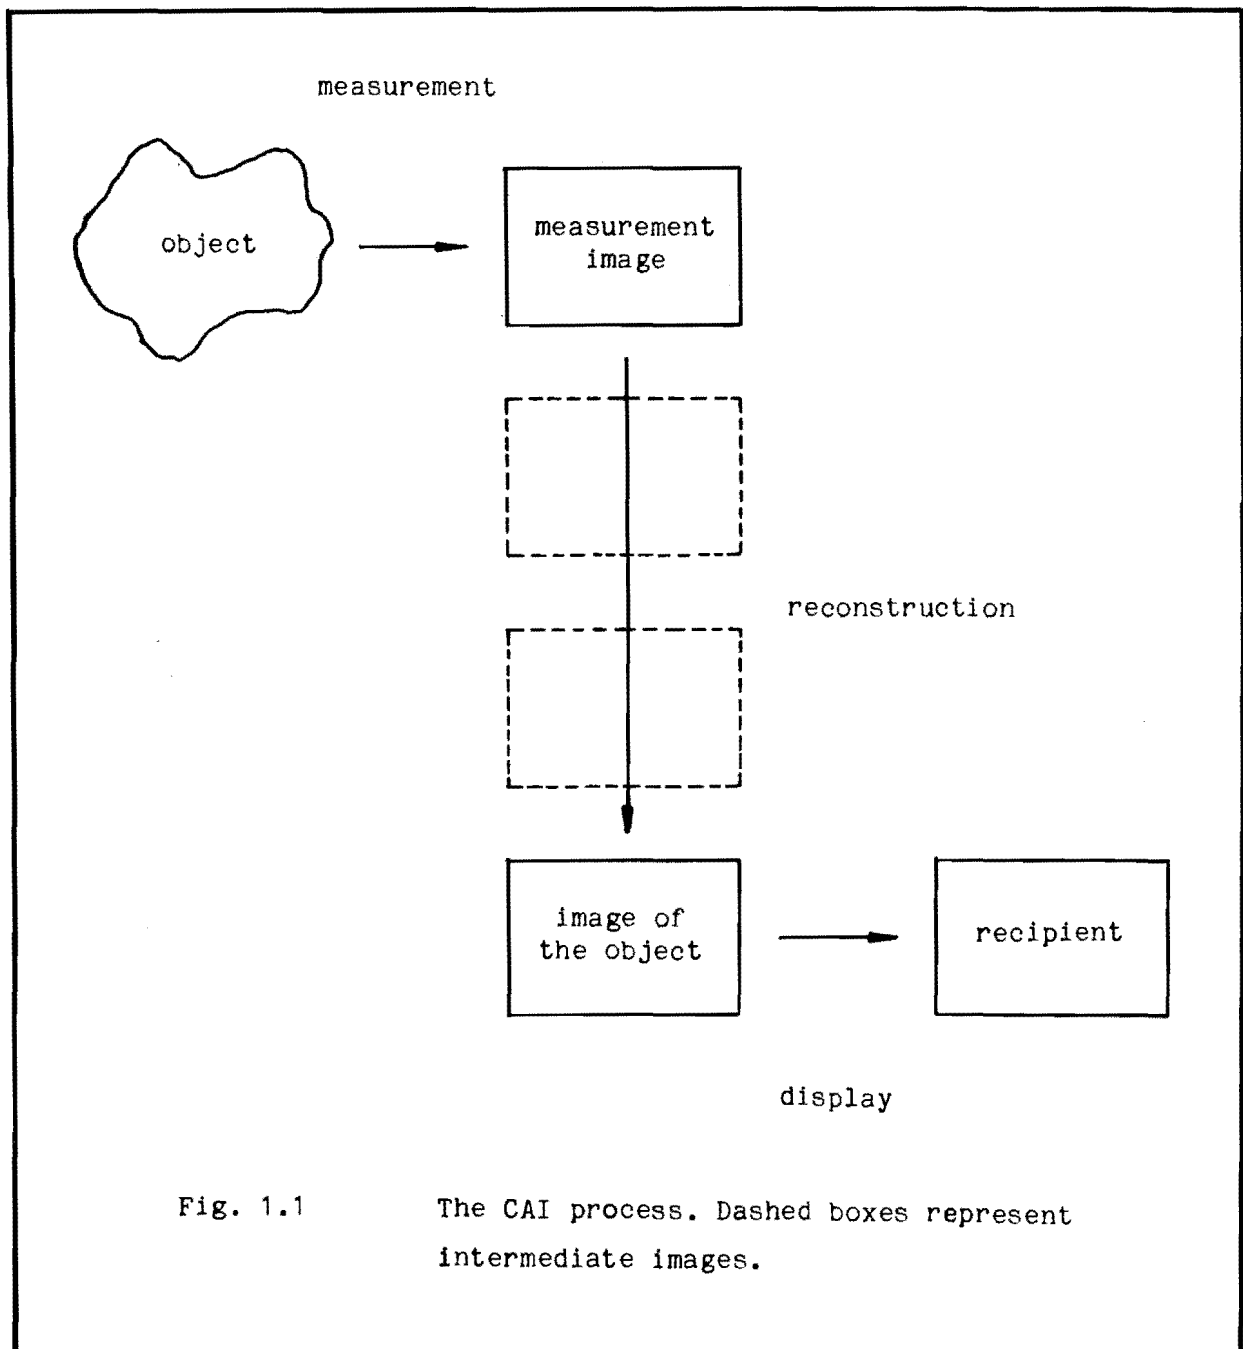 measurement
object
measurement
image
reconstruction
image of
the object
recipient
display
Fig. 1.1 The CAI process. Dashed boxes represent
intermediate images.